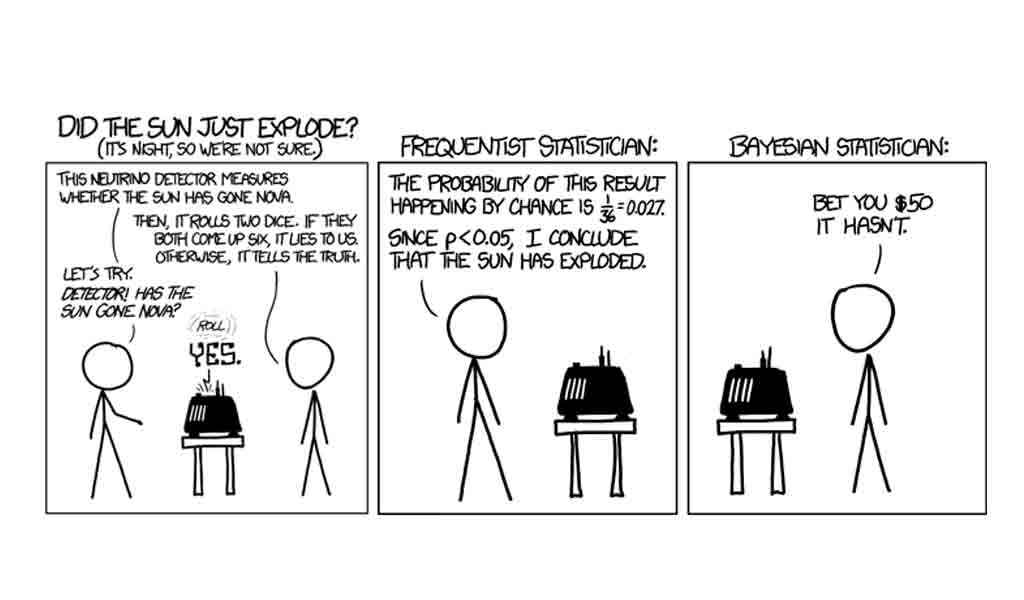 DID THE SUN JUST EXPLODE?
(IT'S NIGHT, SO WE'RE NOT SURE.)
THIS NEUTRINO DETECTOR MEASURES
WHETHER THE SUN HAS GONE NOVA.
THEN, IT ROLLS TWO DICE. IF THEY
BOTH COME UP SIX, IT LIES TO US.
OTHERWISE, IT TELLS THE TRUTH.
LET'S TRY.
DETECTOR! HAS THE
SUN GONE NOVA?
(ROLL)
YES.
FREQUENTIST STATISTICIAN:
THE PROBABILITY OF THIS RESULT
HAPPENING BY CHANCE IS 1/36=0.027.
SINCE p<0.05, I CONCLUDE
THAT THE SUN HAS EXPLODED.
BAYESIAN STATISTICIAN:
BET YOU $50
IT HASN'T.